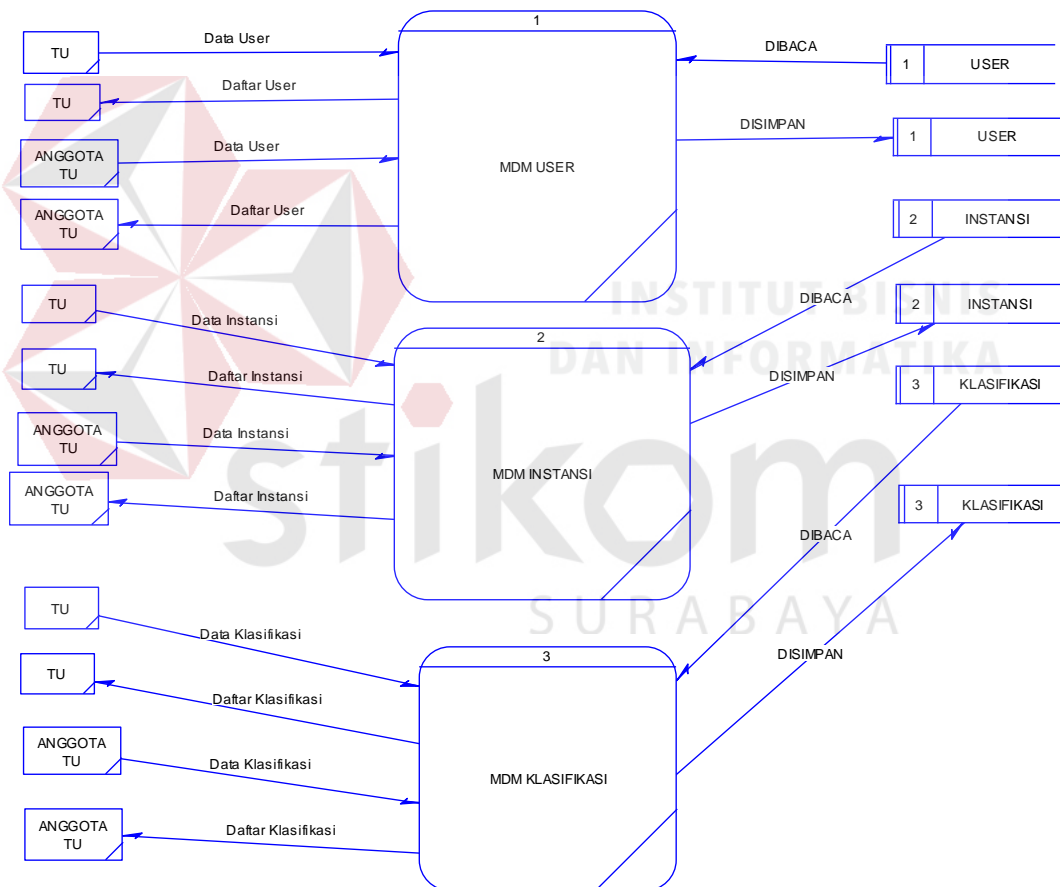 1
TU
Data User
DIBACA
1
USER
TU
Daftar User
DISIMPAN
1
USER
ANGGOTA
TU
Data User
MDM USER
ANGGOTA
TU
Daftar User
2
INSTANSI
INSTITUT BISNIS
DAN INFORMATIKA
TU
Data Instansi
2
DIBACA
2
INSTANSI
TU
Daftar Instansi
DISIMPAN
3
KLASIFIKASI
ANGGOTA
TU
Data Instansi
MDM INSTANSI
ANGGOTA
TU
Daftar Instansi
3
KLASIFIKASI
stikom
DIBACA
SURABAYA
TU
Data Klasifikasi
3
DISIMPAN
TU
Daftar Klasifikasi
ANGGOTA
TU
Data Klasifikasi
MDM KLASIFIKASI
ANGGOTA
TU
Daftar Klasifikasi